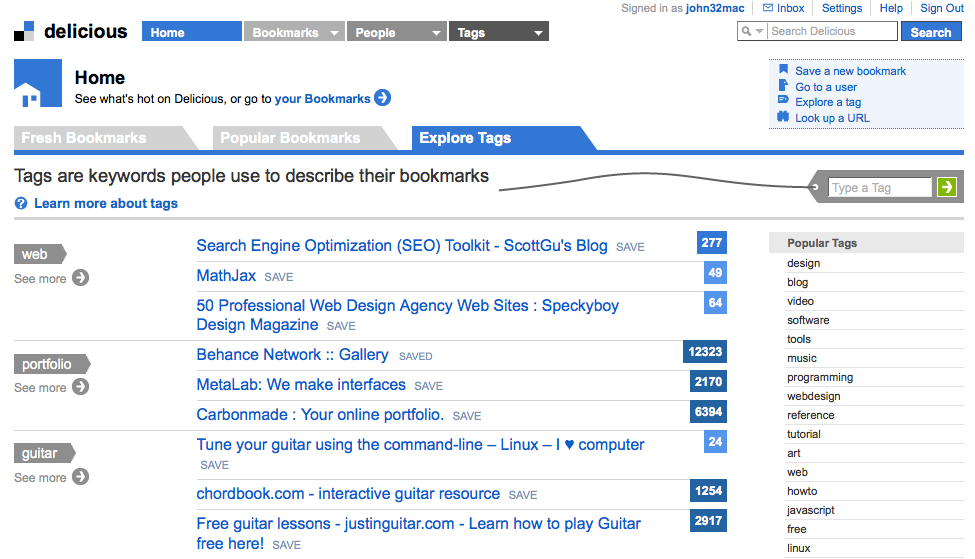 Signed in as john32mac Inbox Settings Help Sign Out
delicious Home Bookmarks People Tags Search Delicious Search
Home
See what's hot on Delicious, or go to your Bookmarks
Save a new bookmark
Go to a user
Explore a tag
Look up a URL
Fresh Bookmarks Popular Bookmarks Explore Tags
Tags are keywords people use to describe their bookmarks
Type a Tag
Learn more about tags
web
See more
Search Engine Optimization (SEO) Toolkit - ScottGu's Blog SAVE 277
MathJax SAVE 49
50 Professional Web Design Agency Web Sites : Speckyboy 64
Design Magazine SAVE
portfolio
See more
Behance Network :: Gallery SAVED 12323
MetaLab: We make interfaces SAVE 2170
Carbonmade : Your online portfolio. SAVE 6394
guitar
See more
Tune your guitar using the command-line – Linux – I ♥ computer 24
SAVE
chordbook.com - interactive guitar resource SAVE 1254
Free guitar lessons - justinguitar.com - Learn how to play Guitar 2917
free here! SAVE
Popular Tags
design
blog
video
software
tools
music
programming
webdesign
reference
tutorial
art
web
howto
javascript
free
linux